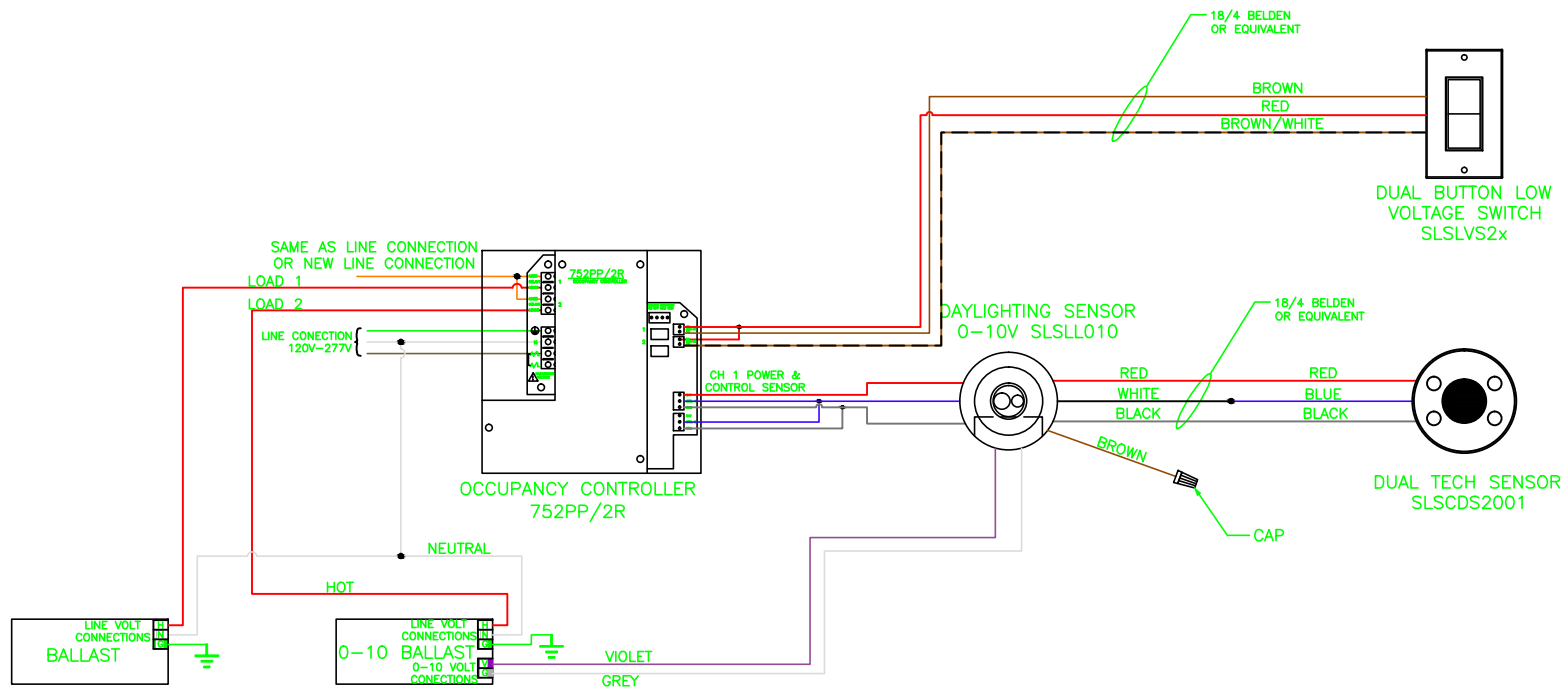 18/4 BELDEN
OR EQUIVALENT
BROWN
RED
BROWN/WHITE
DUAL BUTTON LOW
VOLTAGE SWITCH
SLSLVS2x
SAME AS LINE CONNECTION
OR NEW LINE CONNECTION
LOAD 1
LOAD 2
LINE CONECTION
120V-277V
752PP/2R
DAYLIGHTING SENSOR
0-10V SLSLL010
18/4 BELDEN
OR EQUIVALENT
CH 1 POWER &
CONTROL SENSOR
RED
WHITE
BLACK
RED
BLUE
BLACK
BROWN
CAP
DUAL TECH SENSOR
SLSCDS2001
OCCUPANCY CONTROLLER
752PP/2R
NEUTRAL
HOT
LINE VOLT
CONNECTIONS
H
N
G
BALLAST
LINE VOLT
CONNECTIONS
H
N
G
0-10 BALLAST
0-10 VOLT
CONECTIONS
V
G
VIOLET
GREY